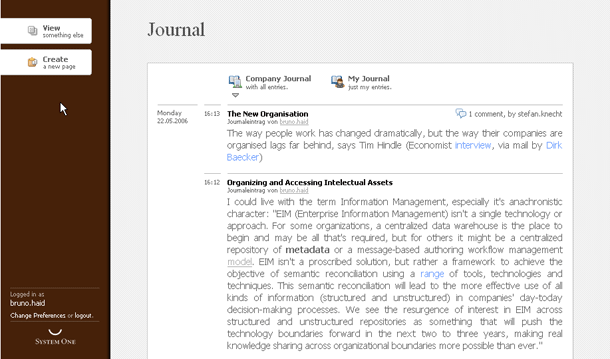 View
something else
Create
a new page
Journal
Company Journal
with all entries.
My Journal
just my entries.
Monday
22.05.2006
16:13
The New Organisation
1 comment, by stefan.knecht
Journaleintrag von bruno.haid
The way people work has changed dramatically, but the way their companies are
organised lags far behind, says Tim Hindle (Economist interview, via mail by Dirk
Baecker)
16:12
Organizing and Accessing Intelectual Assets
Journaleintrag von bruno.haid
I could live with the term Information Management, especially it's anachronistic
character: "EIM (Enterprise Information Management) isn't a single technology or
approach. For some organizations, a centralized data warehouse is the place to
begin and may be all that's required, but for others it might be a centralized
repository of metadata or a message-based authoring workflow management
model. EIM isn't a proscribed solution, but rather a framework to achieve the
objective of semantic reconciliation using a range of tools, technologies and
techniques. This semantic reconciliation will lead to the more effective use of all
kinds of information (structured and unstructured) in companies' day-today
decision-making processes. We see the resurgence of interest in EIM across
structured and unstructured repositories as something that will push the
technology boundaries forward in the next two to three years, making real
knowledge sharing across organizational boundaries more possible than ever."
Logged in as
bruno.haid
Change Preferences or logout.
SYSTEM ONE